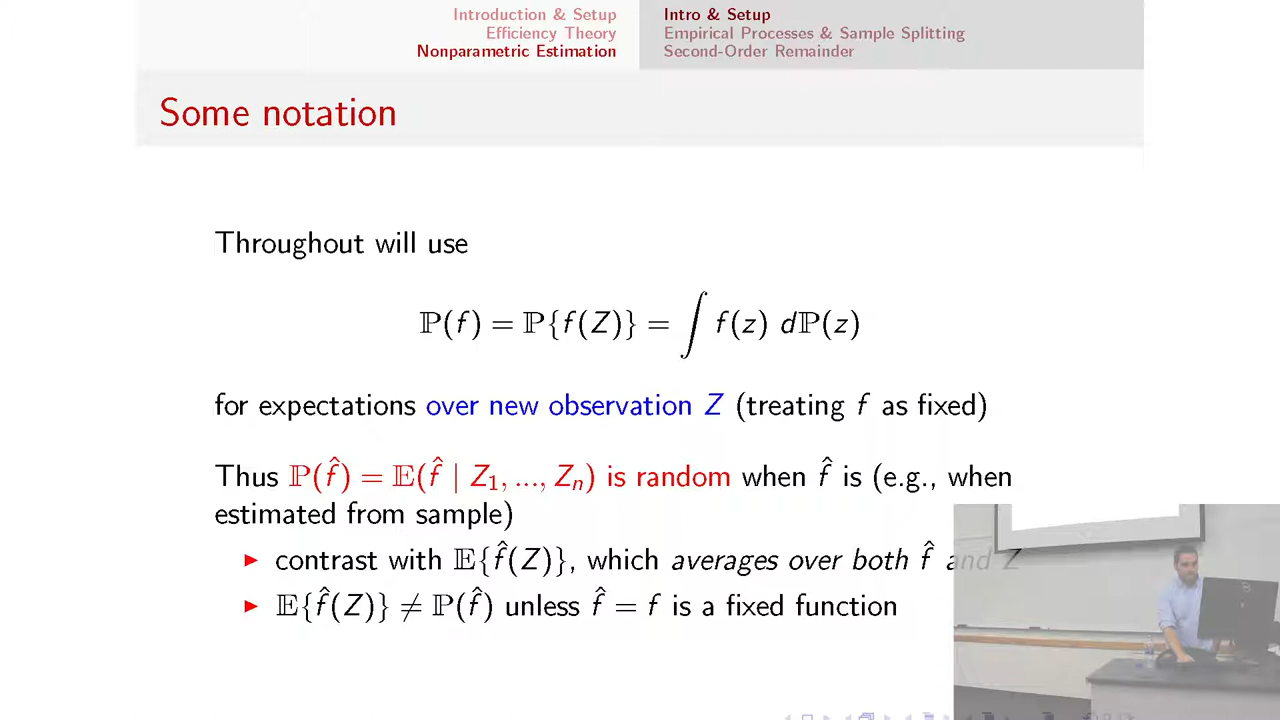 Introduction & Setup
Efficiency Theory
Nonparametric Estimation
Intro & Setup
Empirical Processes & Sample Splitting
Second-Order Remainder
Some notation
Throughout will use
ℙ(f) = ℙ{f(Z)} = ∫ f(z) dℙ(z)
for expectations over new observation Z (treating f as fixed)
Thus ℙ(f̂) = 𝔼(f̂ | Z₁, ..., Zₙ) is random when f̂ is (e.g., when
estimated from sample)
▶ contrast with 𝔼{f̂(Z)}, which averages over both f̂ and Z
▶ 𝔼{f̂(Z)} ≠ ℙ(f̂) unless f̂ = f is a fixed function